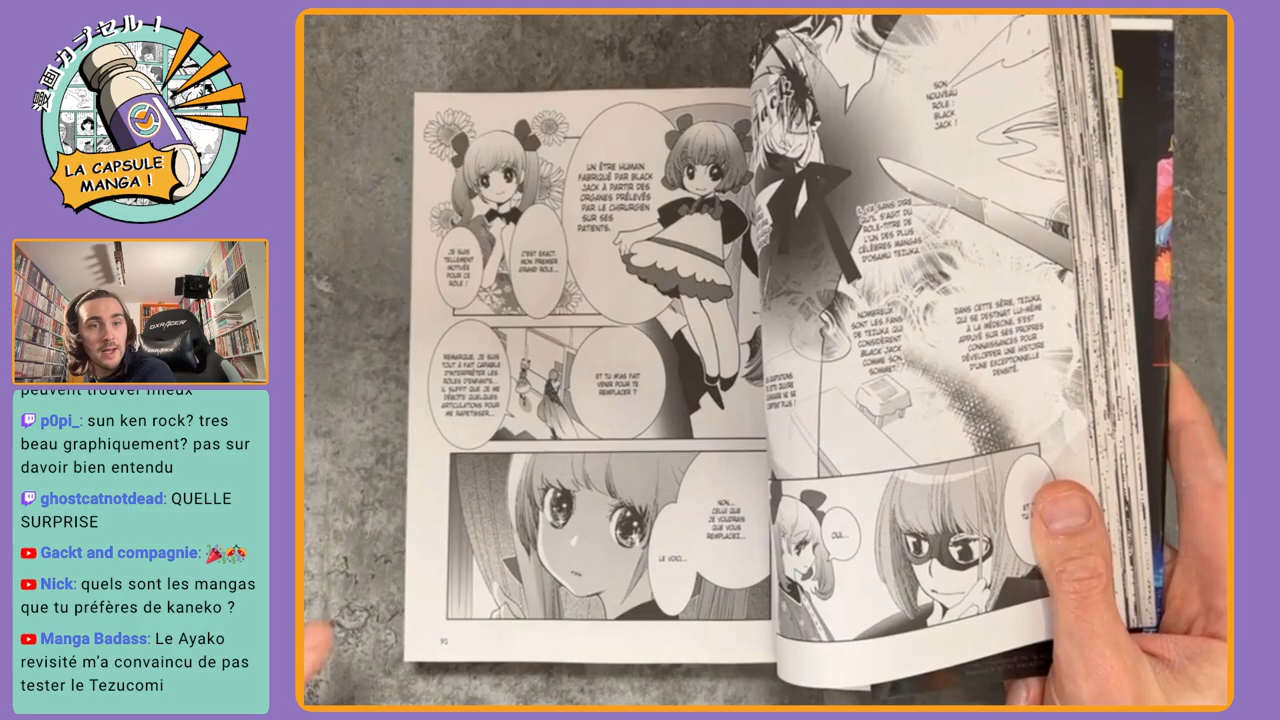 漫画カプセル!
LA CAPSULE
MANGA !
peuvent trouver mieux
p0pi_: sun ken rock? tres
beau graphiquement? pas sur
davoir bien entendu
ghostcatnotdead: QUELLE
SURPRISE
Gackt and compagnie:
Nick: quels sont les mangas
que tu préfères de kaneko ?
Manga Badass: Le Ayako
revisité m’a convaincu de pas
tester le Tezucomi
DXRACER
UN ÊTRE HUMAIN
FABRIQUÉ PAR BLACK
JACK À PARTIR DES
ORGANES PRÉLEVÉS
PAR LE CHIRURGIEN
SUR SES
PATIENTS.
C'EST EXACT.
MON PREMIER
GRAND RÔLE...
JE SUIS
TELLEMENT
MOTIVÉE
POUR CE
RÔLE !
REMARQUE, JE SUIS
TOUT À FAIT CAPABLE
D'INTERPRÉTER LES
RÔLES D'ENFANTS...
IL SUFFIT QUE JE ME
DÉBOÎTE QUELQUES
ARTICULATIONS POUR
ME RAPETISSER...
ET TU M'AS FAIT
VENIR POUR TE
REMPLACER ?
NON...
CELUI QUE
JE VOUDRAIS
QUE VOUS
REMPLACIEZ...
LE VOICI...
91
SON
NOUVEAU
RÔLE :
BLACK
JACK !
IL VA SANS DIRE
QU'IL S'AGIT DU
RÔLE-TITRE DE
L'UN DES PLUS
CÉLÈBRES MANGAS
D'OSAMU TEZUKA.
DANS CETTE SÉRIE, TEZUKA,
QUI SE DESTINAIT LUI-MÊME
À LA MÉDECINE, S'EST
APPUYÉ SUR SES PROPRES
CONNAISSANCES POUR
DÉVELOPPER UNE HISTOIRE
D'UNE EXCEPTIONNELLE
DENSITÉ.
NOMBREUX
SONT LES FANS
DE TEZUKA QUI
CONSIDÈRENT
BLACK JACK
COMME SON
SOMMET.
OUI...